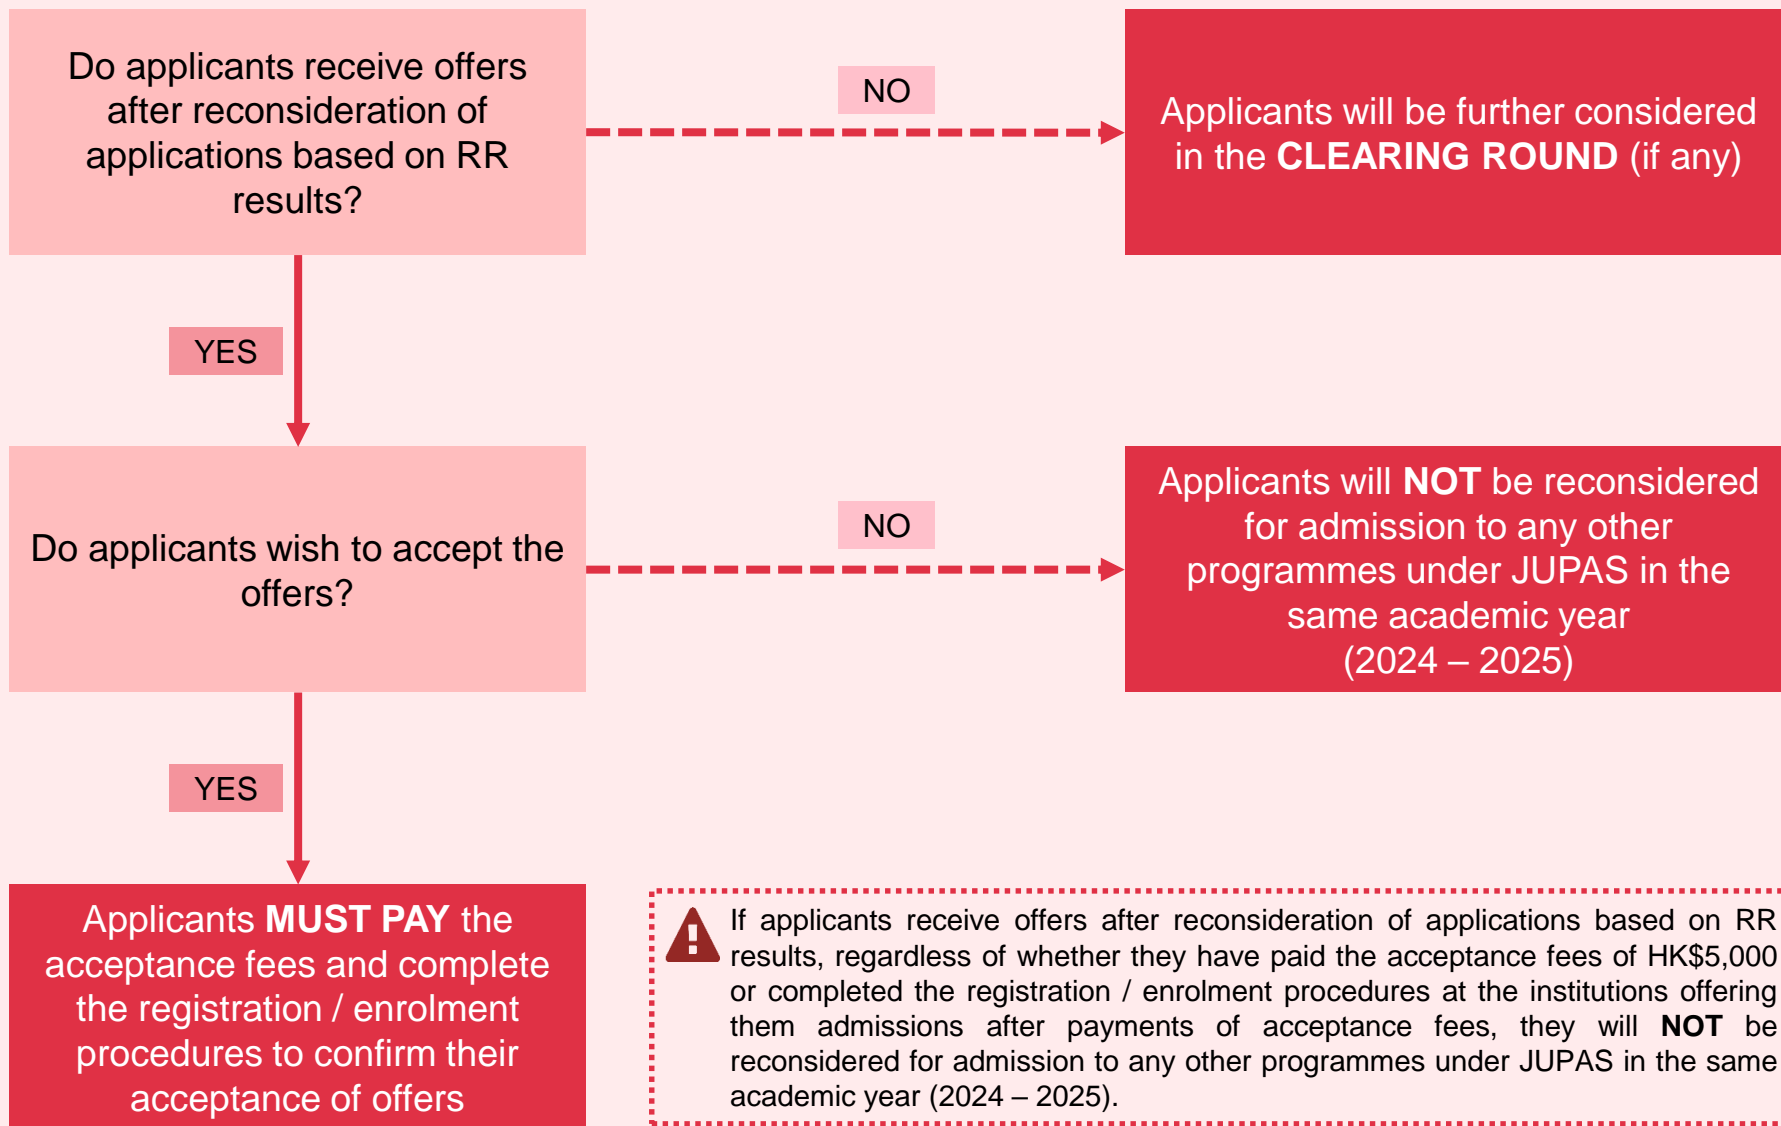 Do applicants receive offers
after reconsideration of
applications based on RR
results?
NO
Applicants will be further considered
in the CLEARING ROUND (if any)
YES
Do applicants wish to accept the
offers?
NO
Applicants will NOT be reconsidered
for admission to any other
programmes under JUPAS in the
same academic year
(2024 – 2025)
YES
Applicants MUST PAY the
acceptance fees and complete
the registration / enrolment
procedures to confirm their
acceptance of offers
If applicants receive offers after reconsideration of applications based on RR
results, regardless of whether they have paid the acceptance fees of HK$5,000
or completed the registration / enrolment procedures at the institutions offering
them admissions after payments of acceptance fees, they will NOT be
reconsidered for admission to any other programmes under JUPAS in the same
academic year (2024 – 2025).